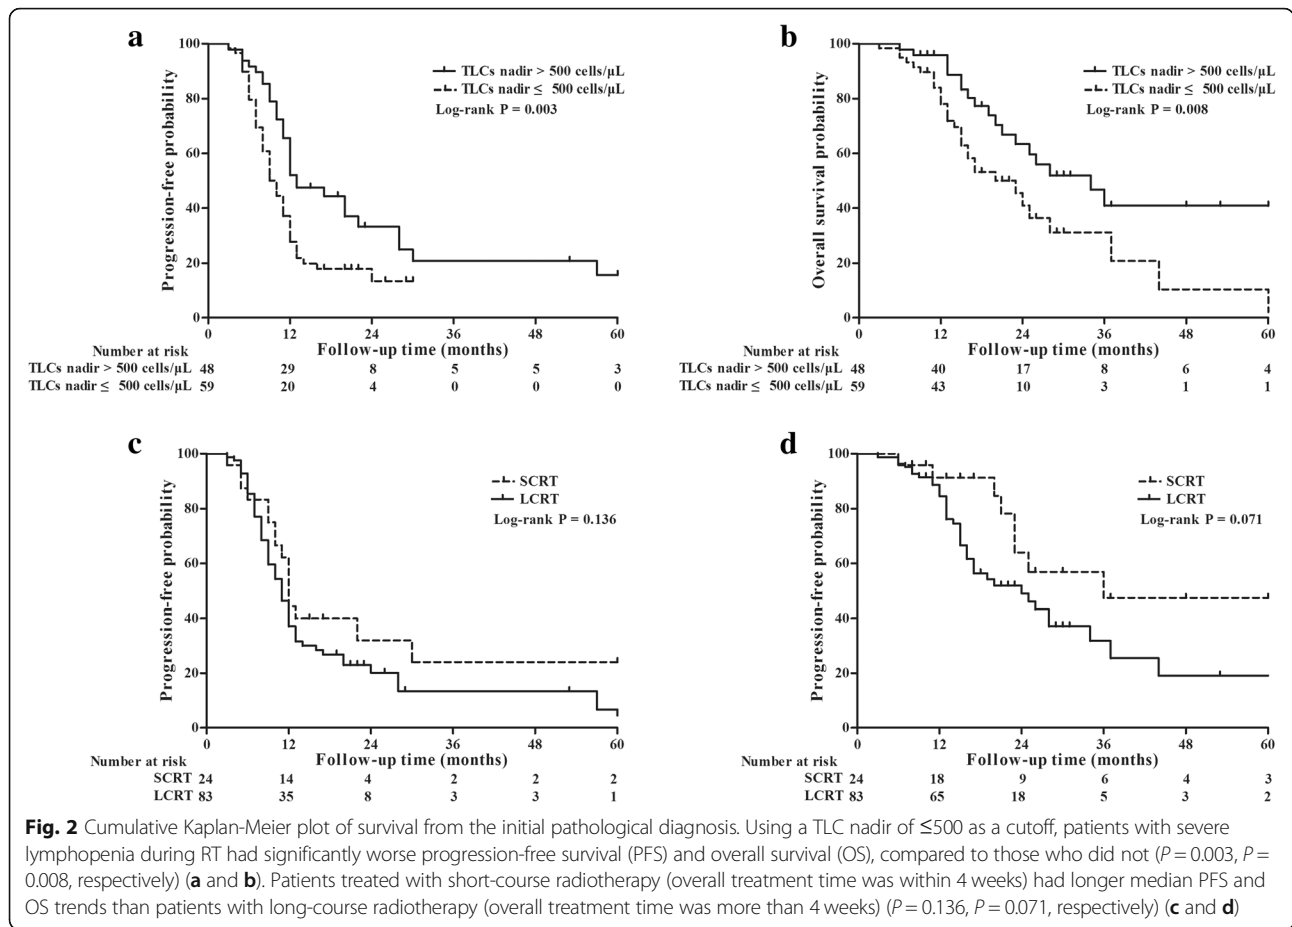 a
100
80
60
40
20
0
Progression-free probability
TLCs nadir > 500 cells/µL
TLCs nadir ≤ 500 cells/µL
Log-rank P = 0.003
0 12 24 36 48 60
Follow-up time (months)
Number at risk
TLCs nadir > 500 cells/µL 48 29 8 5 5 3
TLCs nadir ≤ 500 cells/µL 59 20 4 0 0 0
b
100
80
60
40
20
0
Overall survival probability
TLCs nadir > 500 cells/µL
TLCs nadir ≤ 500 cells/µL
Log-rank P = 0.008
0 12 24 36 48 60
Follow-up time (months)
Number at risk
TLCs nadir > 500 cells/µL 48 40 17 8 6 4
TLCs nadir ≤ 500 cells/µL 59 43 10 3 1 1
c
100
80
60
40
20
0
Progression-free probability
SCRT
LCRT
Log-rank P = 0.136
0 12 24 36 48 60
Follow-up time (months)
Number at risk
SCRT 24 14 4 2 2 2
LCRT 83 35 8 3 3 1
d
100
80
60
40
20
0
Progression-free probability
SCRT
LCRT
Log-rank P = 0.071
0 12 24 36 48 60
Follow-up time (months)
Number at risk
SCRT 24 18 9 6 4 3
LCRT 83 65 18 5 3 2
Fig. 2 Cumulative Kaplan-Meier plot of survival from the initial pathological diagnosis. Using a TLC nadir of ≤500 as a cutoff, patients with severe
lymphopenia during RT had significantly worse progression-free survival (PFS) and overall survival (OS), compared to those who did not (P = 0.003, P =
0.008, respectively) (a and b). Patients treated with short-course radiotherapy (overall treatment time was within 4 weeks) had longer median PFS and
OS trends than patients with long-course radiotherapy (overall treatment time was more than 4 weeks) (P = 0.136, P = 0.071, respectively) (c and d)